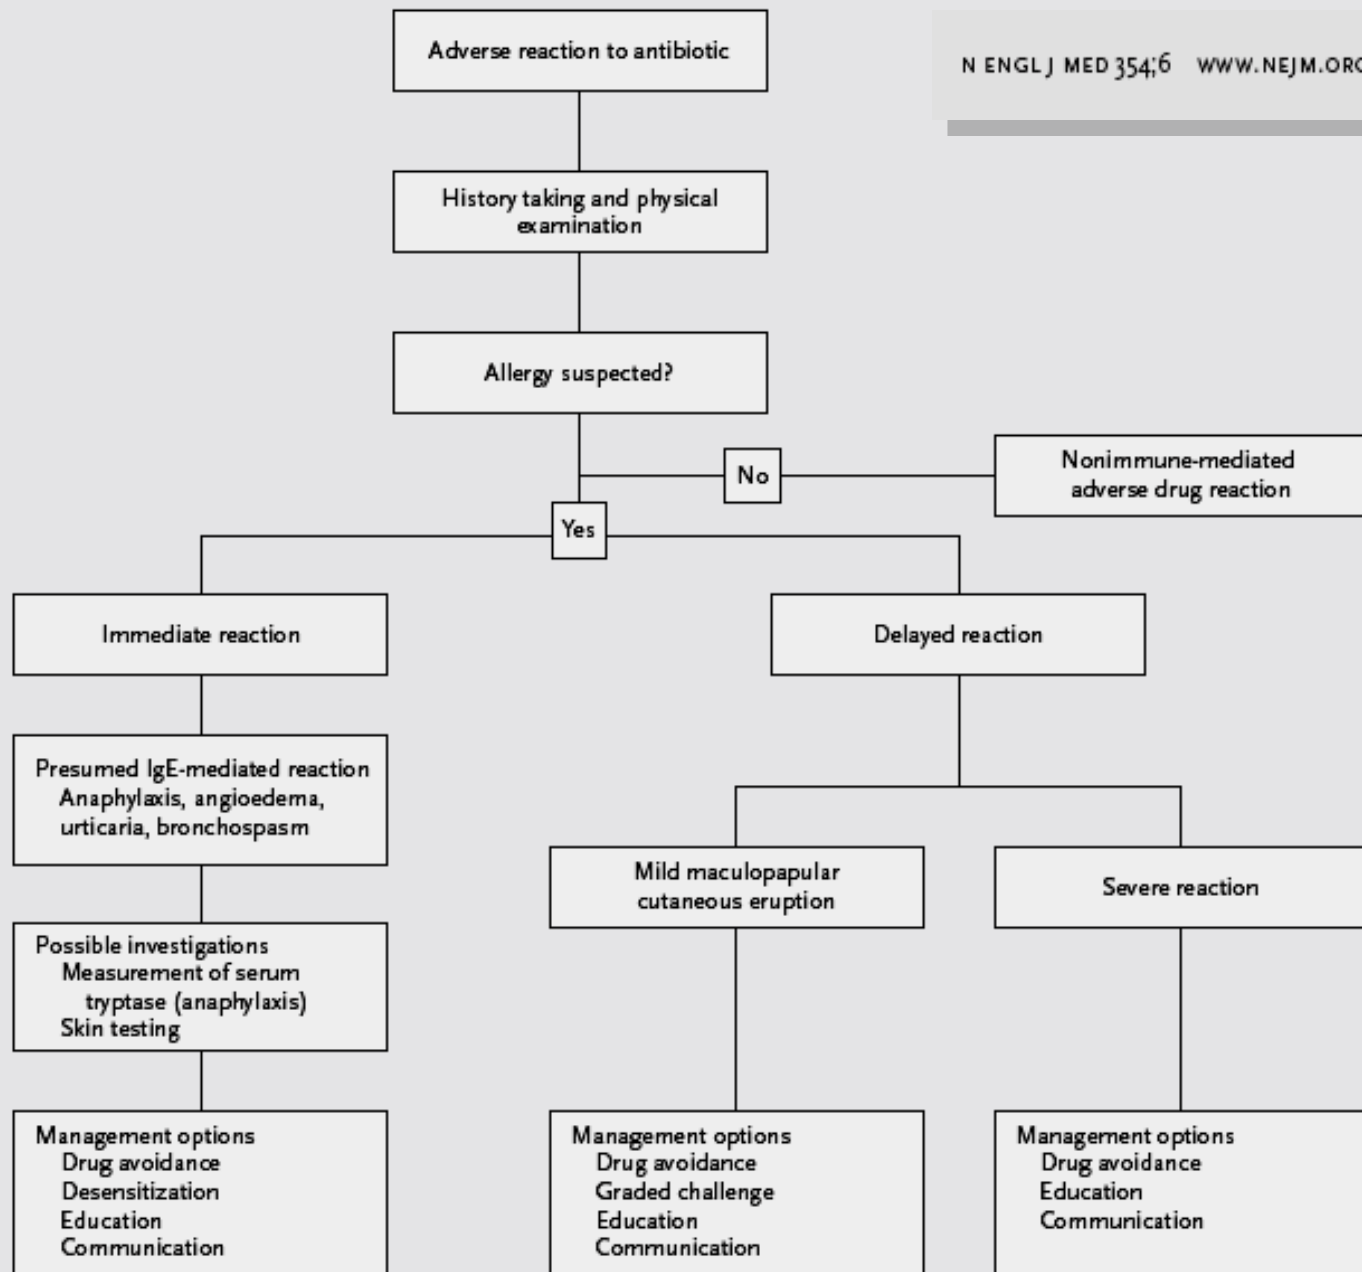 Adverse reaction to antibiotic
N ENGL J MED 354;6 WWW.NEJM.ORG
History taking and physical
examination
Allergy suspected?
No
Nonimmune-mediated
adverse drug reaction
Yes
Immediate reaction
Delayed reaction
Presumed IgE-mediated reaction
Anaphylaxis, angioedema,
urticaria, bronchospasm
Mild maculopapular
cutaneous eruption
Severe reaction
Possible investigations
Measurement of serum
tryptase (anaphylaxis)
Skin testing
Management options
Drug avoidance
Desensitization
Education
Communication
Management options
Drug avoidance
Graded challenge
Education
Communication
Management options
Drug avoidance
Education
Communication